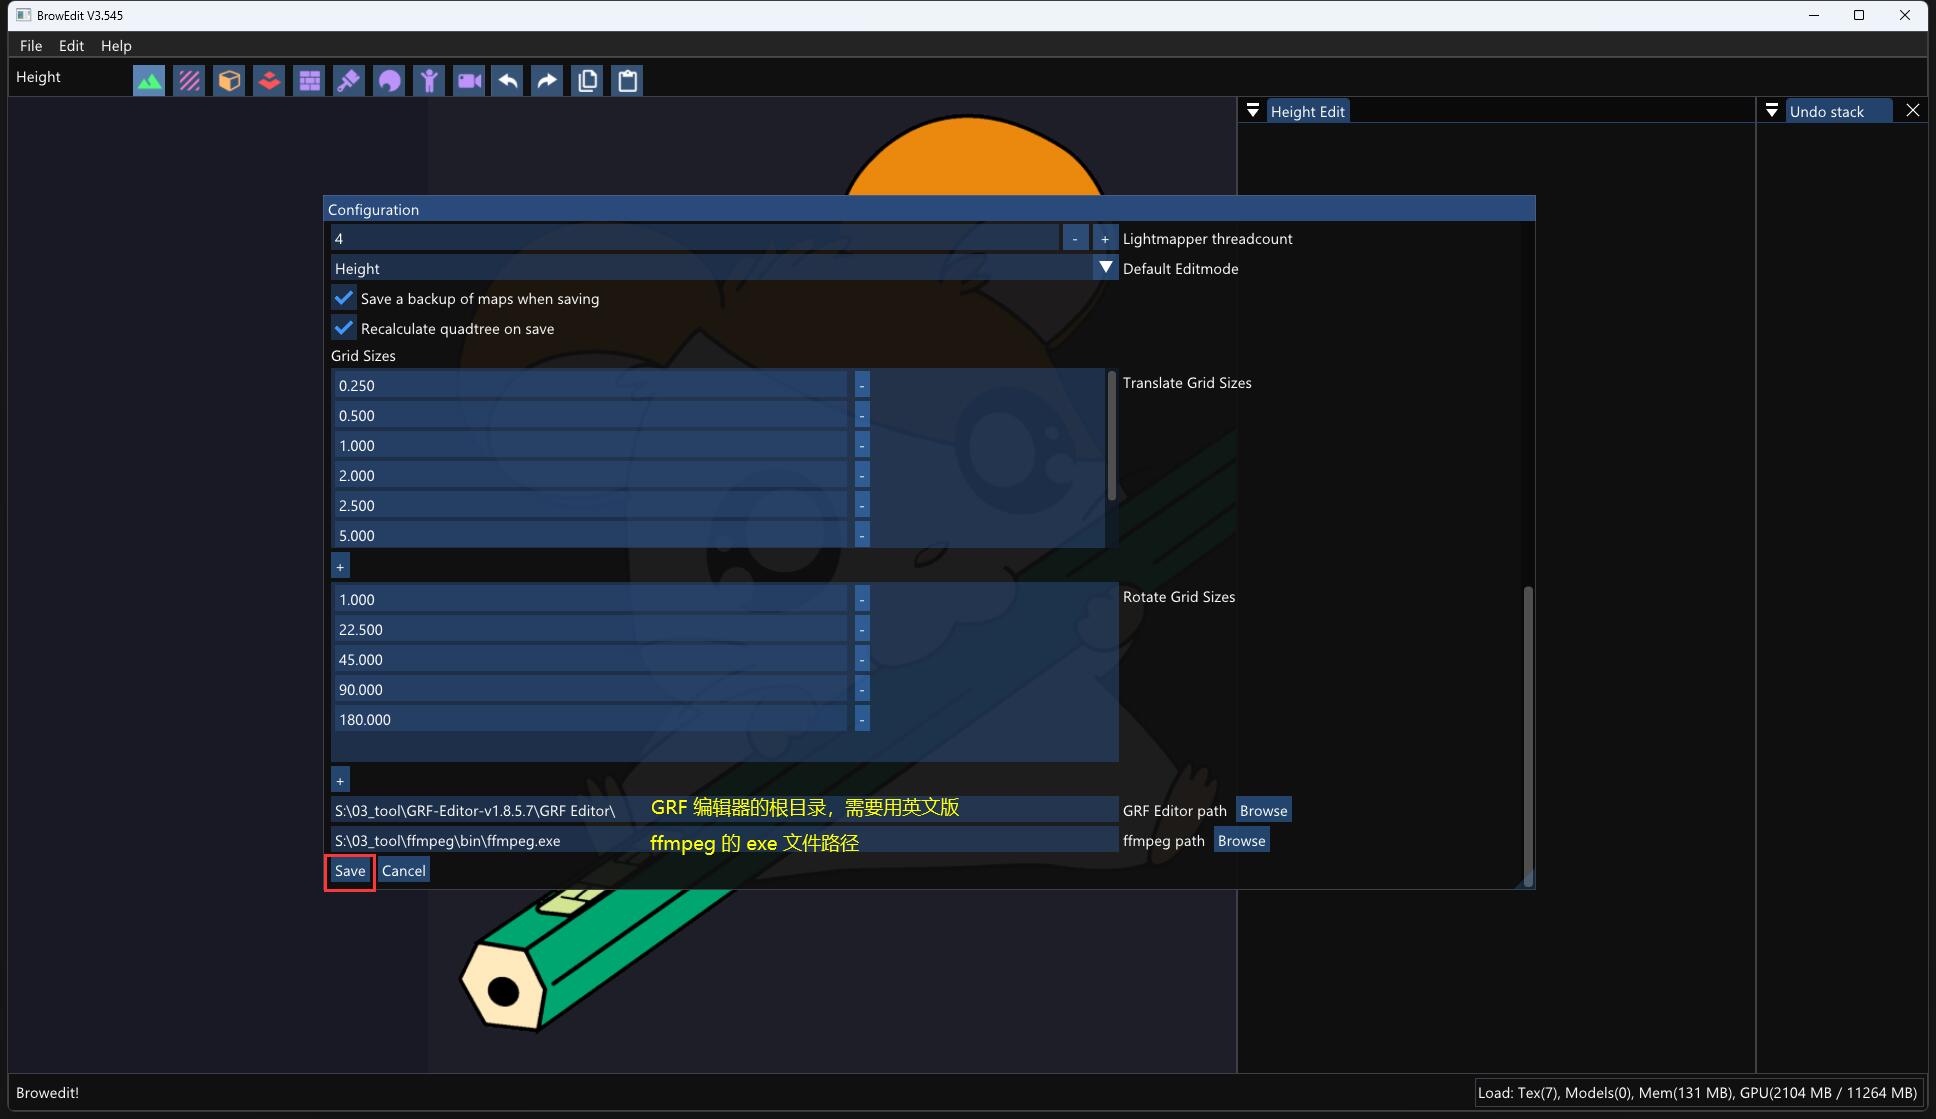 BrowEdit V3.545
File Edit Help
Height
Height Edit
Undo stack
Configuration
4 - + Lightmapper threadcount
Height Default Editmode
Save a backup of maps when saving
Recalculate quadtree on save
Grid Sizes
0.250 - Translate Grid Sizes
0.500 -
1.000 -
2.000 -
2.500 -
5.000 -
+
1.000 - Rotate Grid Sizes
22.500 -
45.000 -
90.000 -
180.000 -
+
S:\03_tool\GRF-Editor-v1.8.5.7\GRF Editor\ GRF 编辑器的根目录，需要用英文版 GRF Editor path Browse
S:\03_tool\ffmpeg\bin\ffmpeg.exe ffmpeg 的 exe 文件路径 ffmpeg path Browse
Save Cancel
Browedit!
Load: Tex(7), Models(0), Mem(131 MB), GPU(2104 MB / 11264 MB)